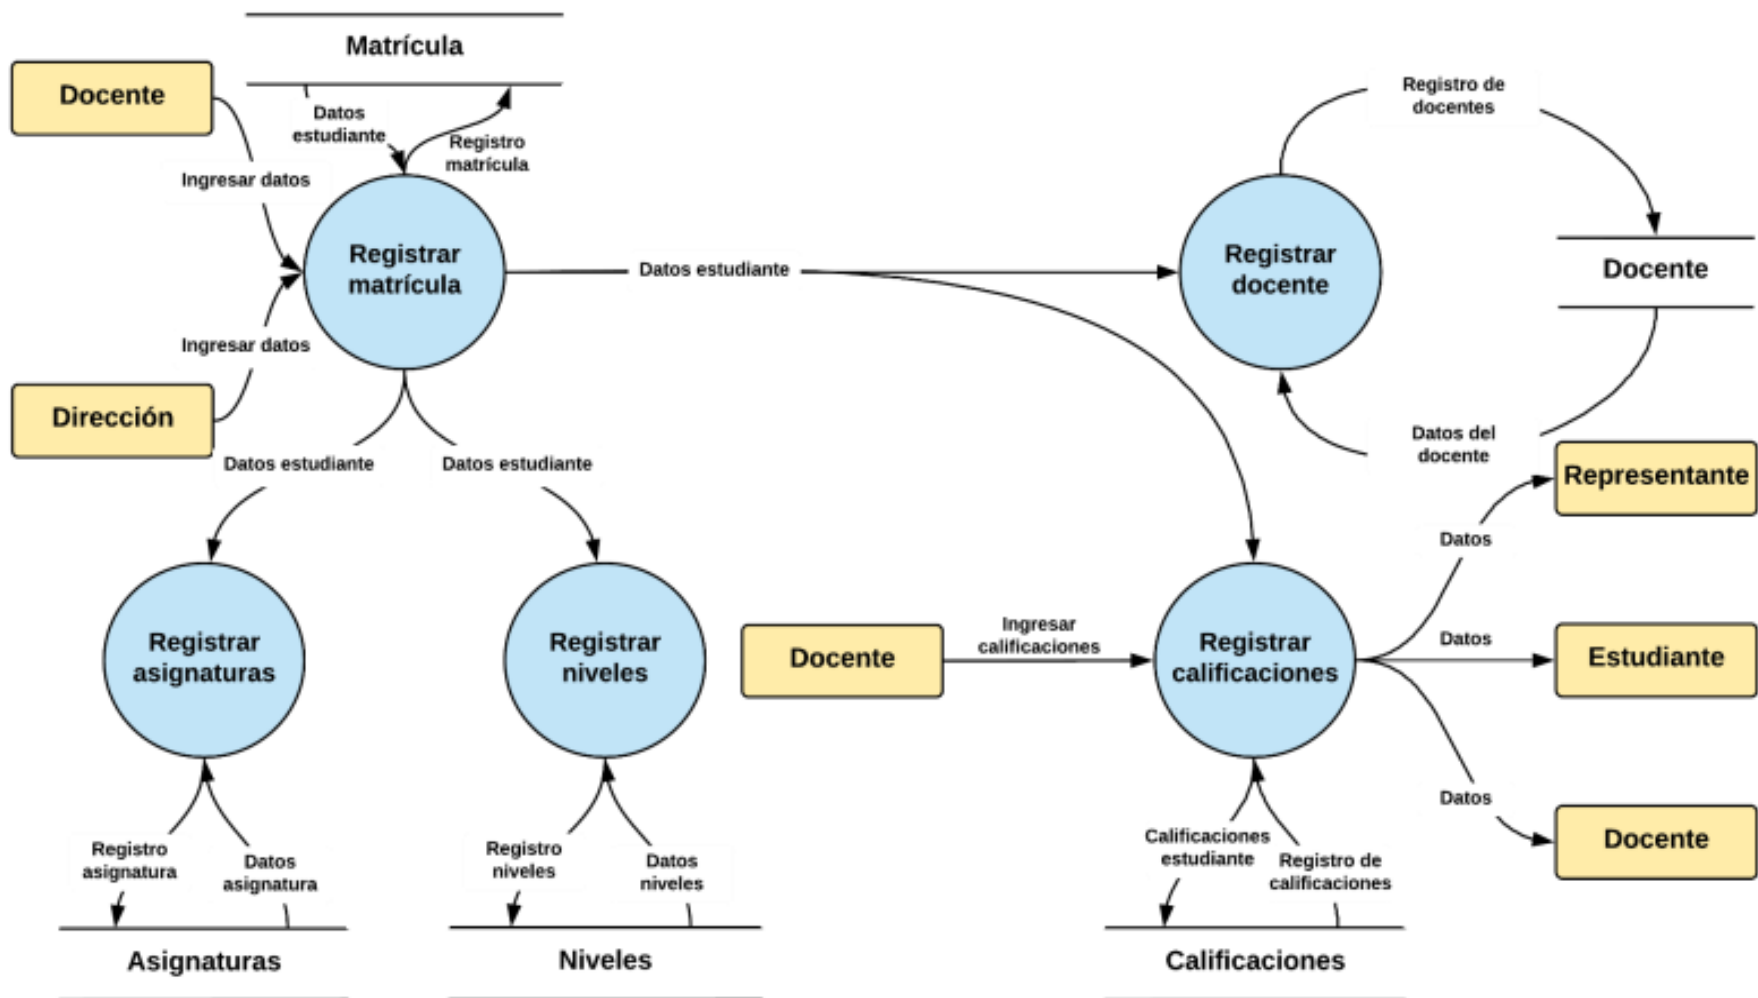 Matrícula
Docente
Datos
estudiante
Registro
matrícula
Ingresar datos
Registrar
matrícula
Ingresar datos
Dirección
Datos estudiante
Registro de
docentes
Registrar
docente
Docente
Datos del
docente
Datos estudiante
Datos estudiante
Registrar
asignaturas
Registrar
niveles
Docente
Ingresar
calificaciones
Registrar
calificaciones
Datos
Representante
Datos
Estudiante
Datos
Docente
Registro
asignatura
Datos
asignatura
Asignaturas
Registro
niveles
Datos
niveles
Niveles
Calificaciones
estudiante
Registro de
calificaciones
Calificaciones